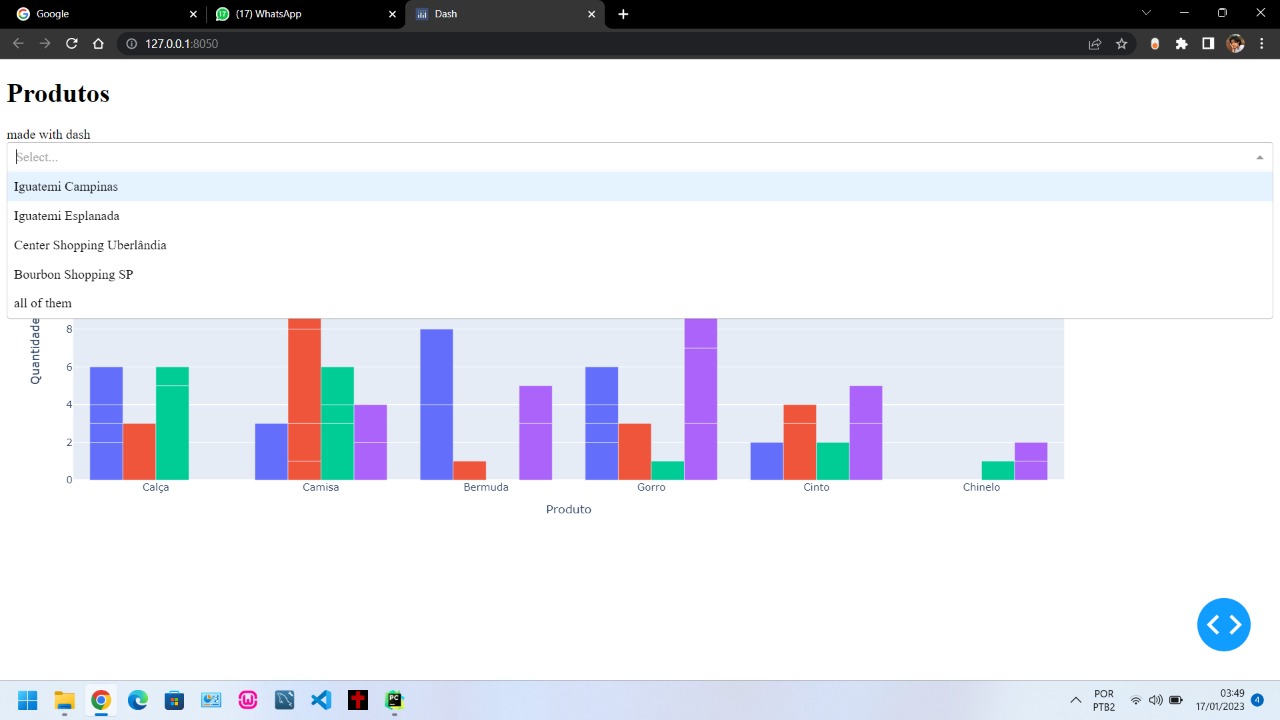 Google
(17) WhatsApp
Dash
127.0.0.1:8050
Produtos
made with dash
Select...
Iguatemi Campinas
Iguatemi Esplanada
Center Shopping Uberlândia
Bourbon Shopping SP
all of them
Quantidade
8
6
4
2
0
Calça
Camisa
Bermuda
Gorro
Cinto
Chinelo
Produto
POR
PTB2
03:49
17/01/2023
4